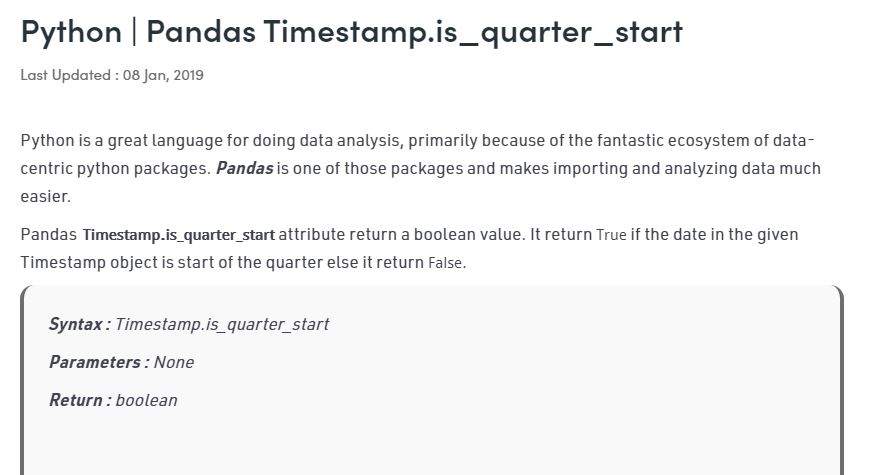 Python | Pandas Timestamp.is_quarter_start
Last Updated : 08 Jan, 2019
Python is a great language for doing data analysis, primarily because of the fantastic ecosystem of data-
centric python packages. Pandas is one of those packages and makes importing and analyzing data much
easier.
Pandas Timestamp.is_quarter_start attribute return a boolean value. It return True if the date in the given
Timestamp object is start of the quarter else it return False.
Syntax : Timestamp.is_quarter_start
Parameters : None
Return : boolean